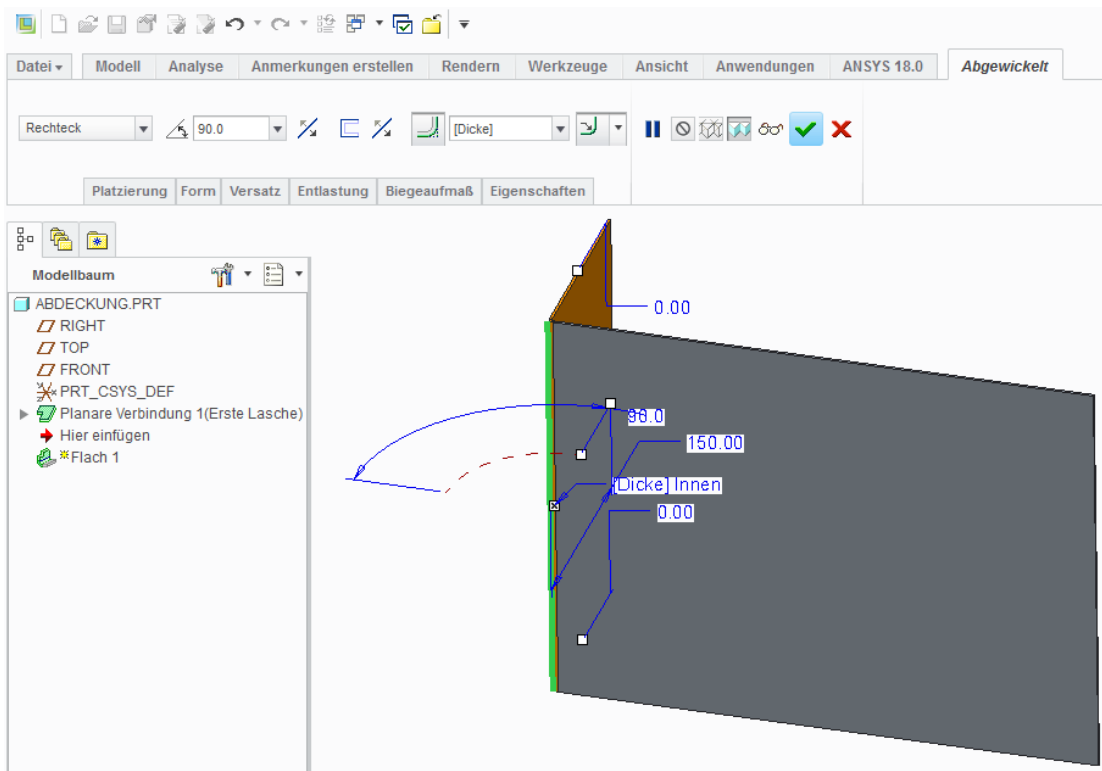 Datei Modell Analyse Anmerkungen erstellen Rendern Werkzeuge Ansicht Anwendungen ANSYS 18.0 Abgewickelt
Rechteck 90.0 [Dicke]
Platzierung Form Versatz Entlastung Biegeaufmaß Eigenschaften
Modellbaum
ABDECKUNG.PRT
RIGHT
TOP
FRONT
PRT_CSYS_DEF
Planare Verbindung 1(Erste Lasche)
Hier einfügen
Flach 1
0.00
90.0
150.00
[Dicke] Innen
0.00